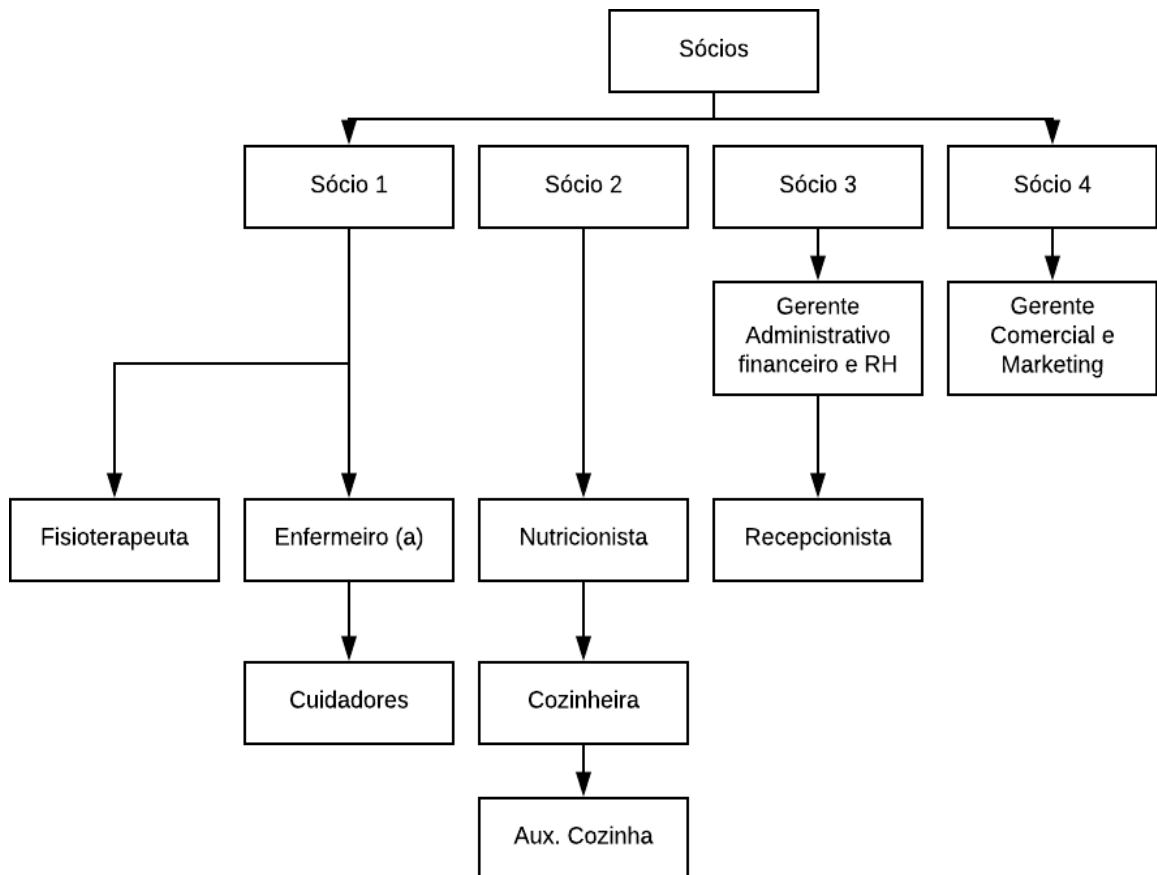 Sócios
Sócio 1
Sócio 2
Sócio 3
Sócio 4
Gerente
Administrativo
financeiro e RH
Gerente
Comercial e
Marketing
Fisioterapeuta
Enfermeiro (a)
Nutricionista
Recepcionista
Cuidadores
Cozinheira
Aux. Cozinha